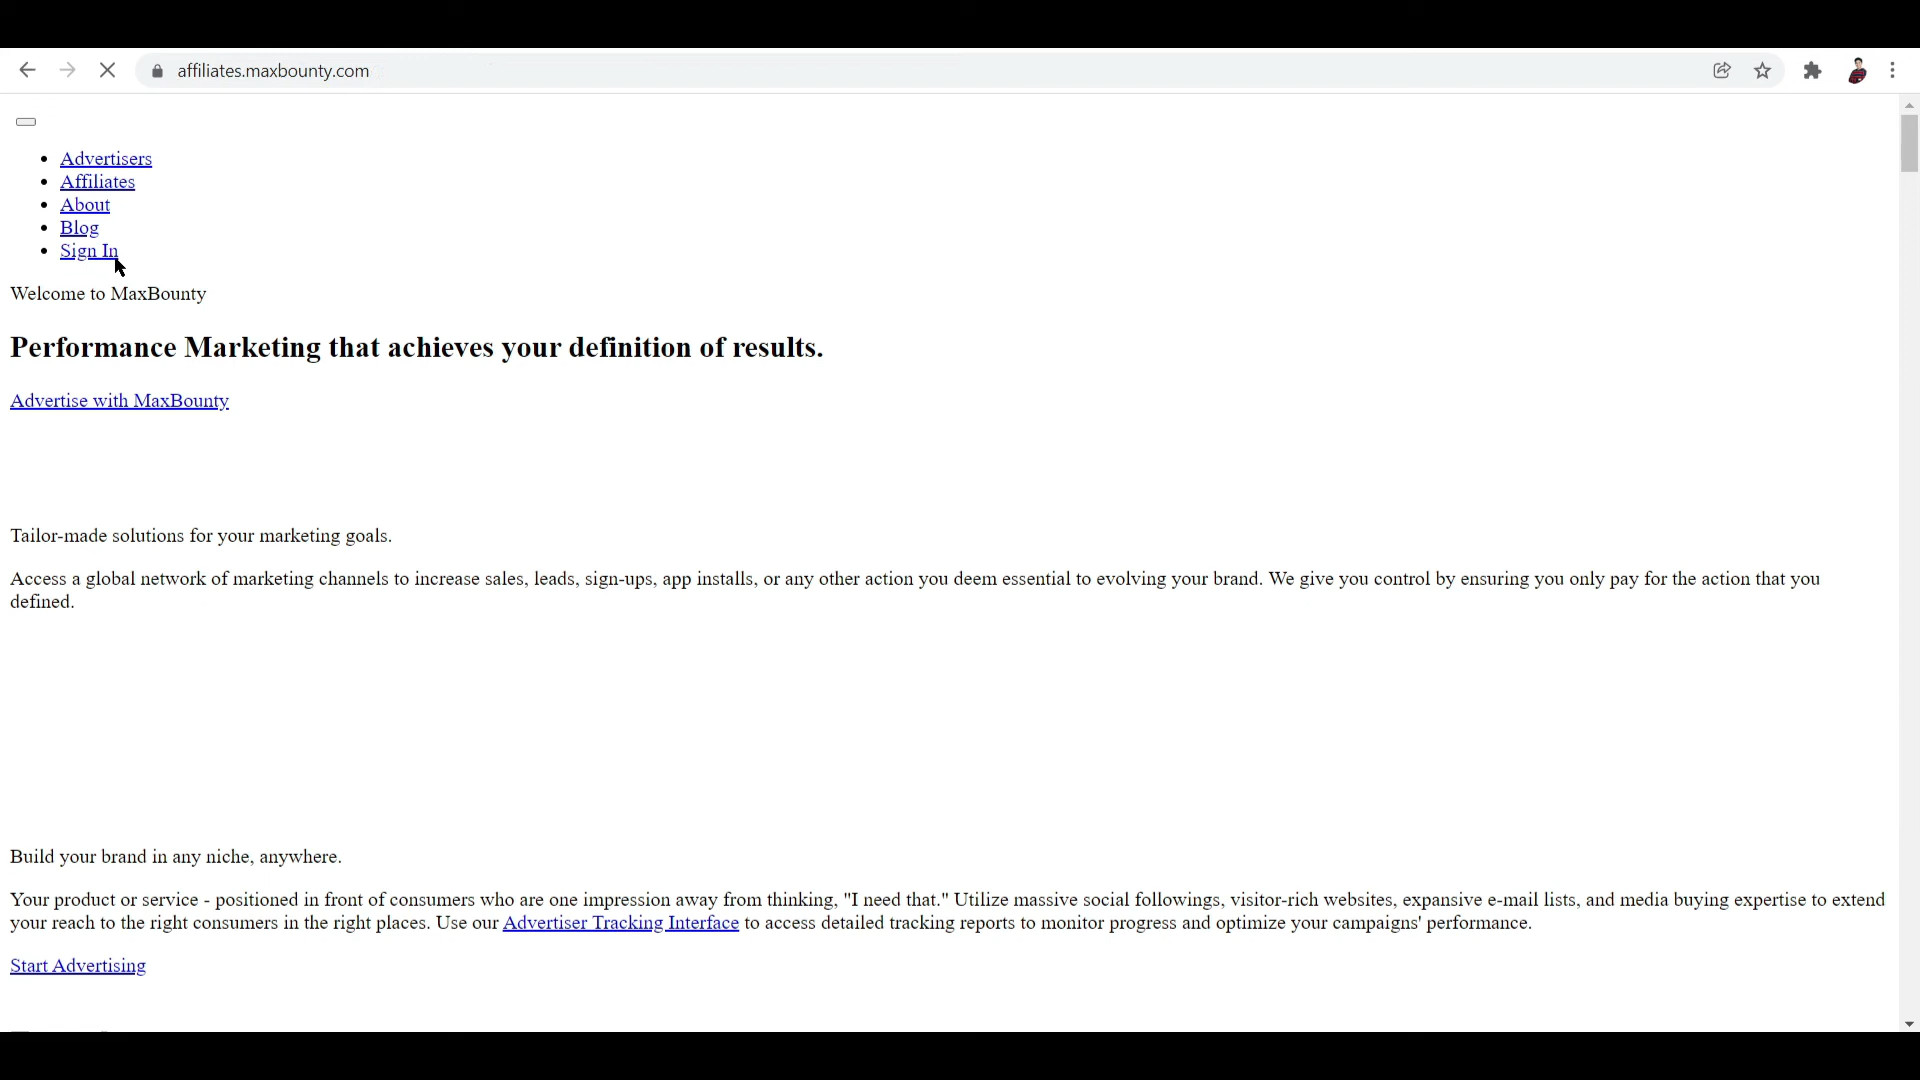 affiliates.maxbounty.com
Advertisers
Affiliates
About
Blog
Sign In
Welcome to MaxBounty
Performance Marketing that achieves your definition of results.
Advertise with MaxBounty
Tailor-made solutions for your marketing goals.
Access a global network of marketing channels to increase sales, leads, sign-ups, app installs, or any other action you deem essential to evolving your brand. We give you control by ensuring you only pay for the action that you
defined.
Build your brand in any niche, anywhere.
Your product or service - positioned in front of consumers who are one impression away from thinking, "I need that." Utilize massive social followings, visitor-rich websites, expansive e-mail lists, and media buying expertise to extend
your reach to the right consumers in the right places. Use our Advertiser Tracking Interface to access detailed tracking reports to monitor progress and optimize your campaigns' performance.
Start Advertising